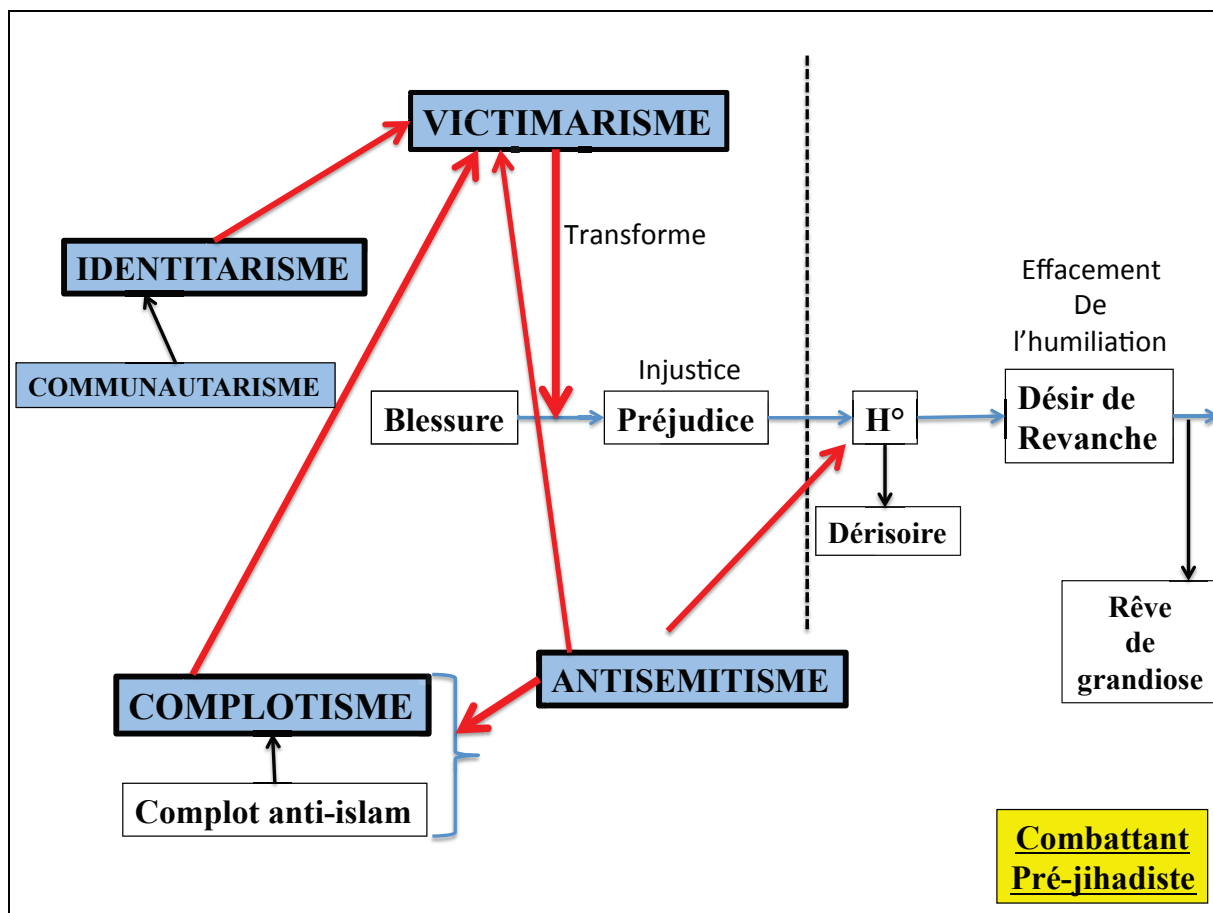 VICTIMARISME
Transforme
IDENTITARISME
COMMUNAUTARISME
Effacement
De
l’humiliation
Injustice
Blessure
Préjudice
H°
Désir de
Revanche
Dérisoire
Rêve
de
grandiose
ANTISEMITISME
COMPLOTISME
Complot anti-islam
Combattant
Pré-jihadiste